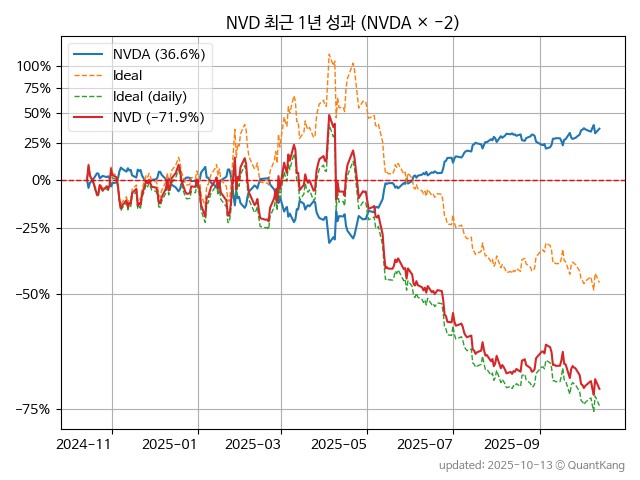 NVD 최근 1년 성과 (NVDA × −2)
NVDA (36.6%)
Ideal
Ideal (daily)
NVD (−71.9%)
100%
75%
50%
25%
0%
−25%
−50%
−75%
2024−11
2025−01
2025−03
2025−05
2025−07
2025−09
updated: 2025-10-13 © QuantKang